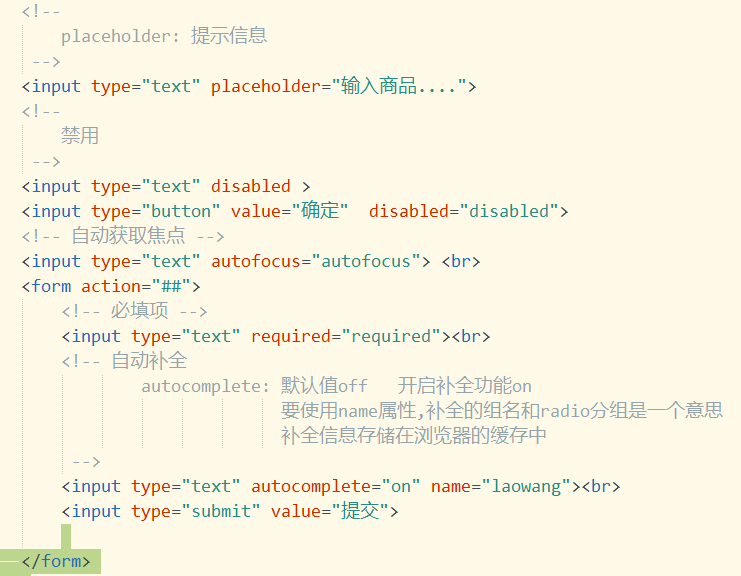 <!--
placeholder: 提示信息
-->
<input type="text" placeholder="输入商品....">
<!--
禁用
-->
<input type="text" disabled >
<input type="button" value="确定"  disabled="disabled">
<!-- 自动获取焦点 -->
<input type="text" autofocus="autofocus"> <br>
<form action="##">
<!-- 必填项 -->
<input type="text" required="required"><br>
<!-- 自动补全
autocomplete: 默认值off   开启补全功能on
要使用name属性,补全的组名和radio分组是一个意思
补全信息存储在浏览器的缓存中
-->
<input type="text" autocomplete="on" name="laowang"><br>
<input type="submit" value="提交">
</form>